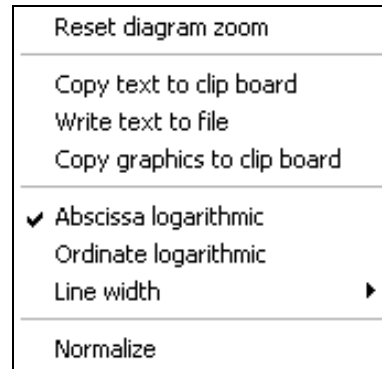 Reset diagram zoom
Copy text to clip board
Write text to file
Copy graphics to clip board
Abscissa logarithmic
Ordinate logarithmic
Line width
Normalize